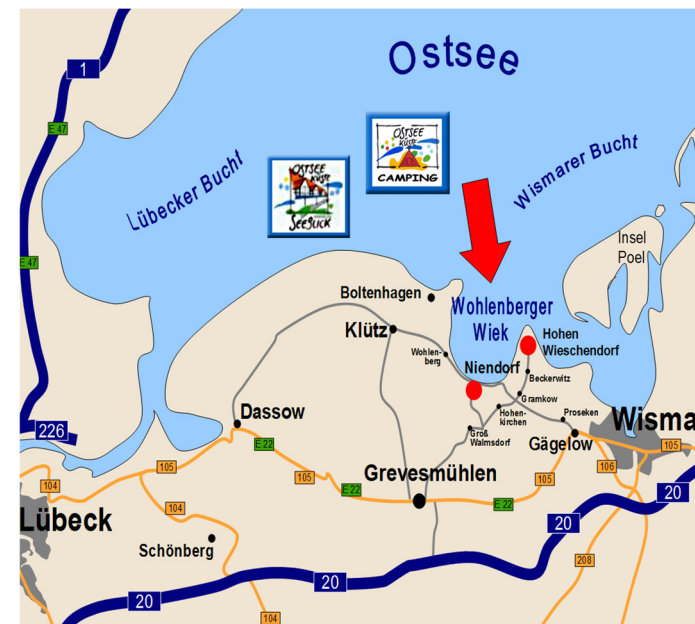 Ostsee
1
E 47
OSTSEE
KÜSTE
CAMPING
Lübecker Bucht
Wismarer Bucht
OSTSEE
KÜSTE
SEEBLICK
Insel
Poel
E 47
Boltenhagen
Wohlenberger
Wiek
Klütz
Hohen
Wieschendorf
Wohlen-
berg
Niendorf
Beckerwitz
Gramkow
Dassow
Hohen-
kirchen
Proseken
Wisma
226
E 22
Groß
Walmsdorf
Gägelow
105
105
106
Grevesmühlen
104
105
E 22
E 22
105
20
Lübeck
104
20
Schönberg
20
208
20
104